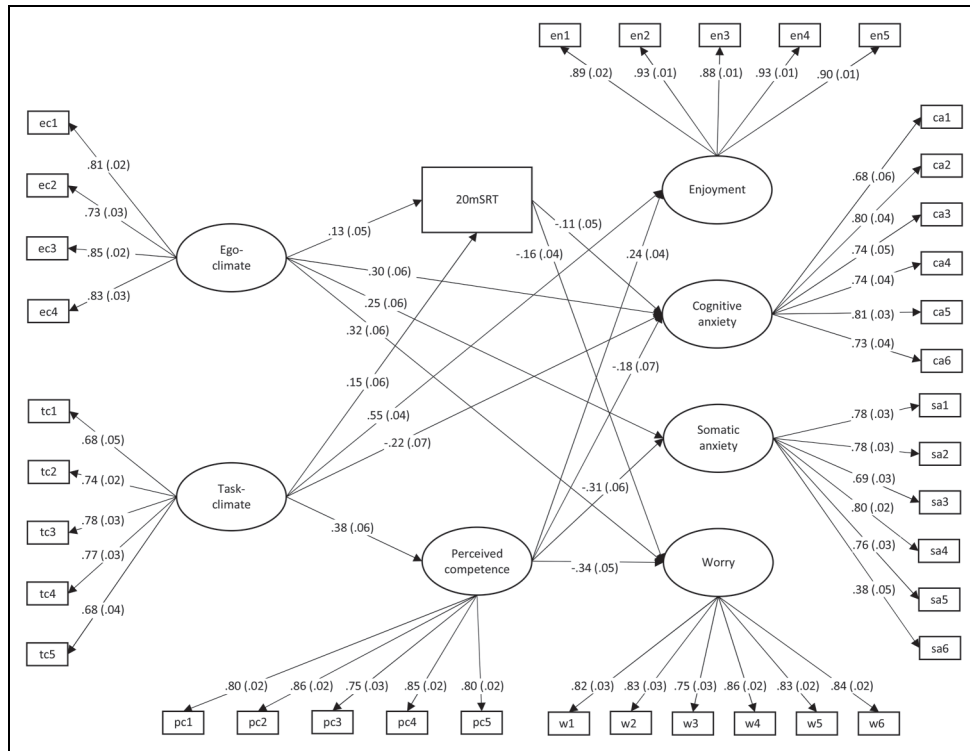 en1
en2
en3
en4
en5
.89 (.02)
.93 (.01)
.88 (.01)
.93 (.01)
.90 (.01)
ec1
ec2
ec3
ec4
.81 (.02)
.73 (.03)
.85 (.02)
.83 (.03)
Ego-
climate
20mSRT
Enjoyment
ca1
ca2
ca3
ca4
ca5
ca6
.68 (.06)
.80 (.04)
.74 (.05)
.74 (.04)
.81 (.03)
.73 (.04)
.13 (.05)
-.11 (.05)
-.16 (.04)
.24 (.04)
.30 (.06)
.25 (.06)
.32 (.06)
Cognitive
anxiety
-.18 (.07)
.15 (.06)
.55 (.04)
-.22 (.07)
tc1
tc2
tc3
tc4
tc5
.68 (.05)
.74 (.02)
.78 (.03)
.77 (.03)
.68 (.04)
Task-
climate
.38 (.06)
Somatic
anxiety
sa1
sa2
sa3
sa4
sa5
sa6
.78 (.03)
.78 (.03)
.69 (.03)
.80 (.02)
.76 (.03)
.38 (.05)
-.31 (.06)
-.34 (.05)
Perceived
competence
Worry
.80 (.02)
.86 (.02)
.75 (.03)
.85 (.02)
.80 (.02)
pc1
pc2
pc3
pc4
pc5
.82 (.03)
.83 (.03)
.75 (.03)
.86 (.02)
.83 (.02)
.84 (.02)
w1
w2
w3
w4
w5
w6